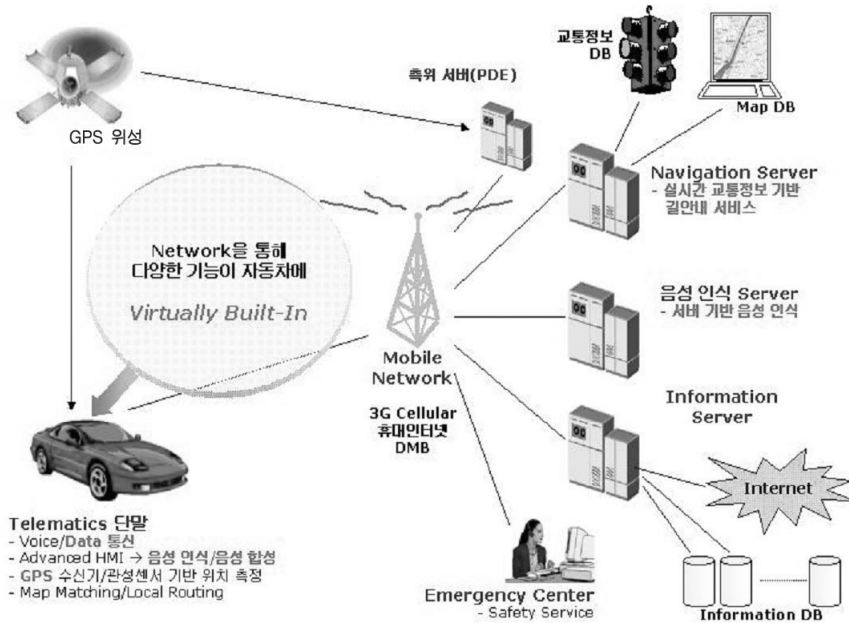 교통정보
DB
측위 서버(PDE)
Map DB
GPS 위성
Navigation Server
- 실시간 교통정보 기반
길안내 서비스
Network을 통해
다양한 기능이 자동차에
Virtually Built-In
음성 인식 Server
- 서버 기반 음성 인식
Mobile
Network
3G Cellular
휴대인터넷
DMB
Information
Server
Internet
Telematics 단말
- Voice/Data 통신
- Advanced HMI → 음성 인식/음성 합성
- GPS 수신기/관성센서 기반 위치 측정
- Map Matching/Local Routing
Emergency Center
- Safety Service
Information DB